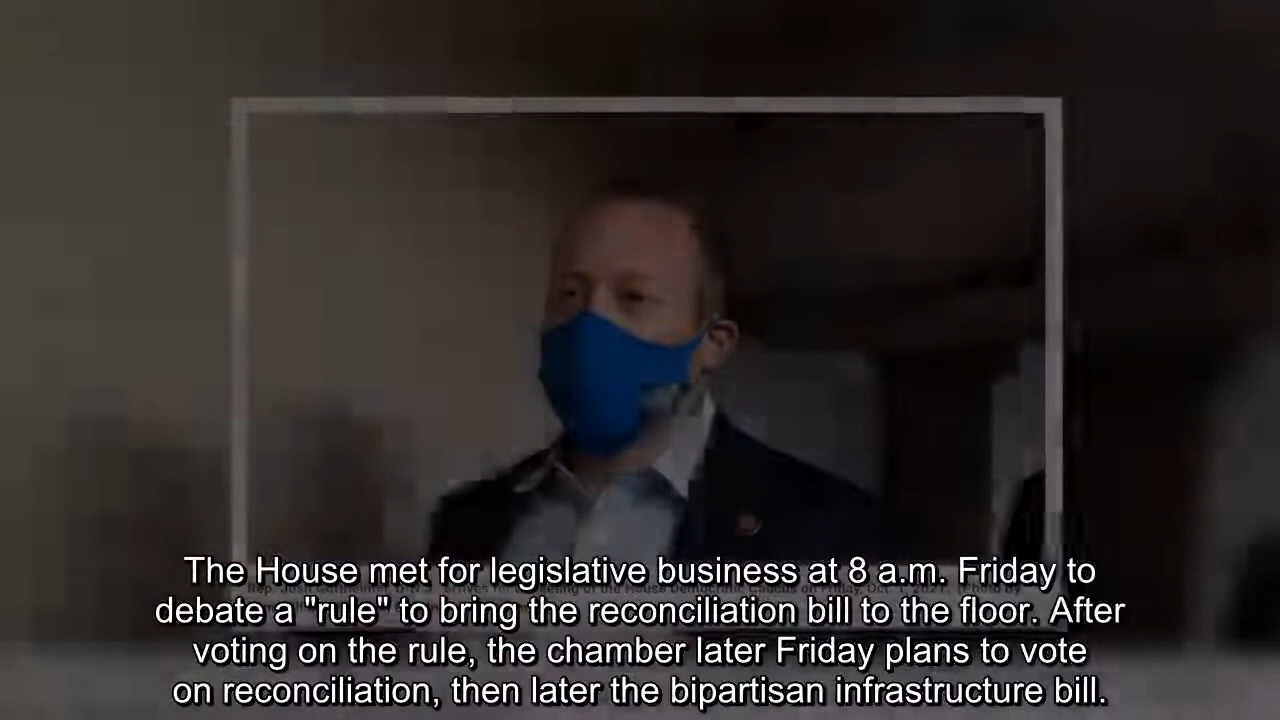 The House met for legislative business at 8 a.m. Friday to
debate a "rule" to bring the reconciliation bill to the floor. After
voting on the rule, the chamber later Friday plans to vote
on reconciliation, then later the bipartisan infrastructure bill.